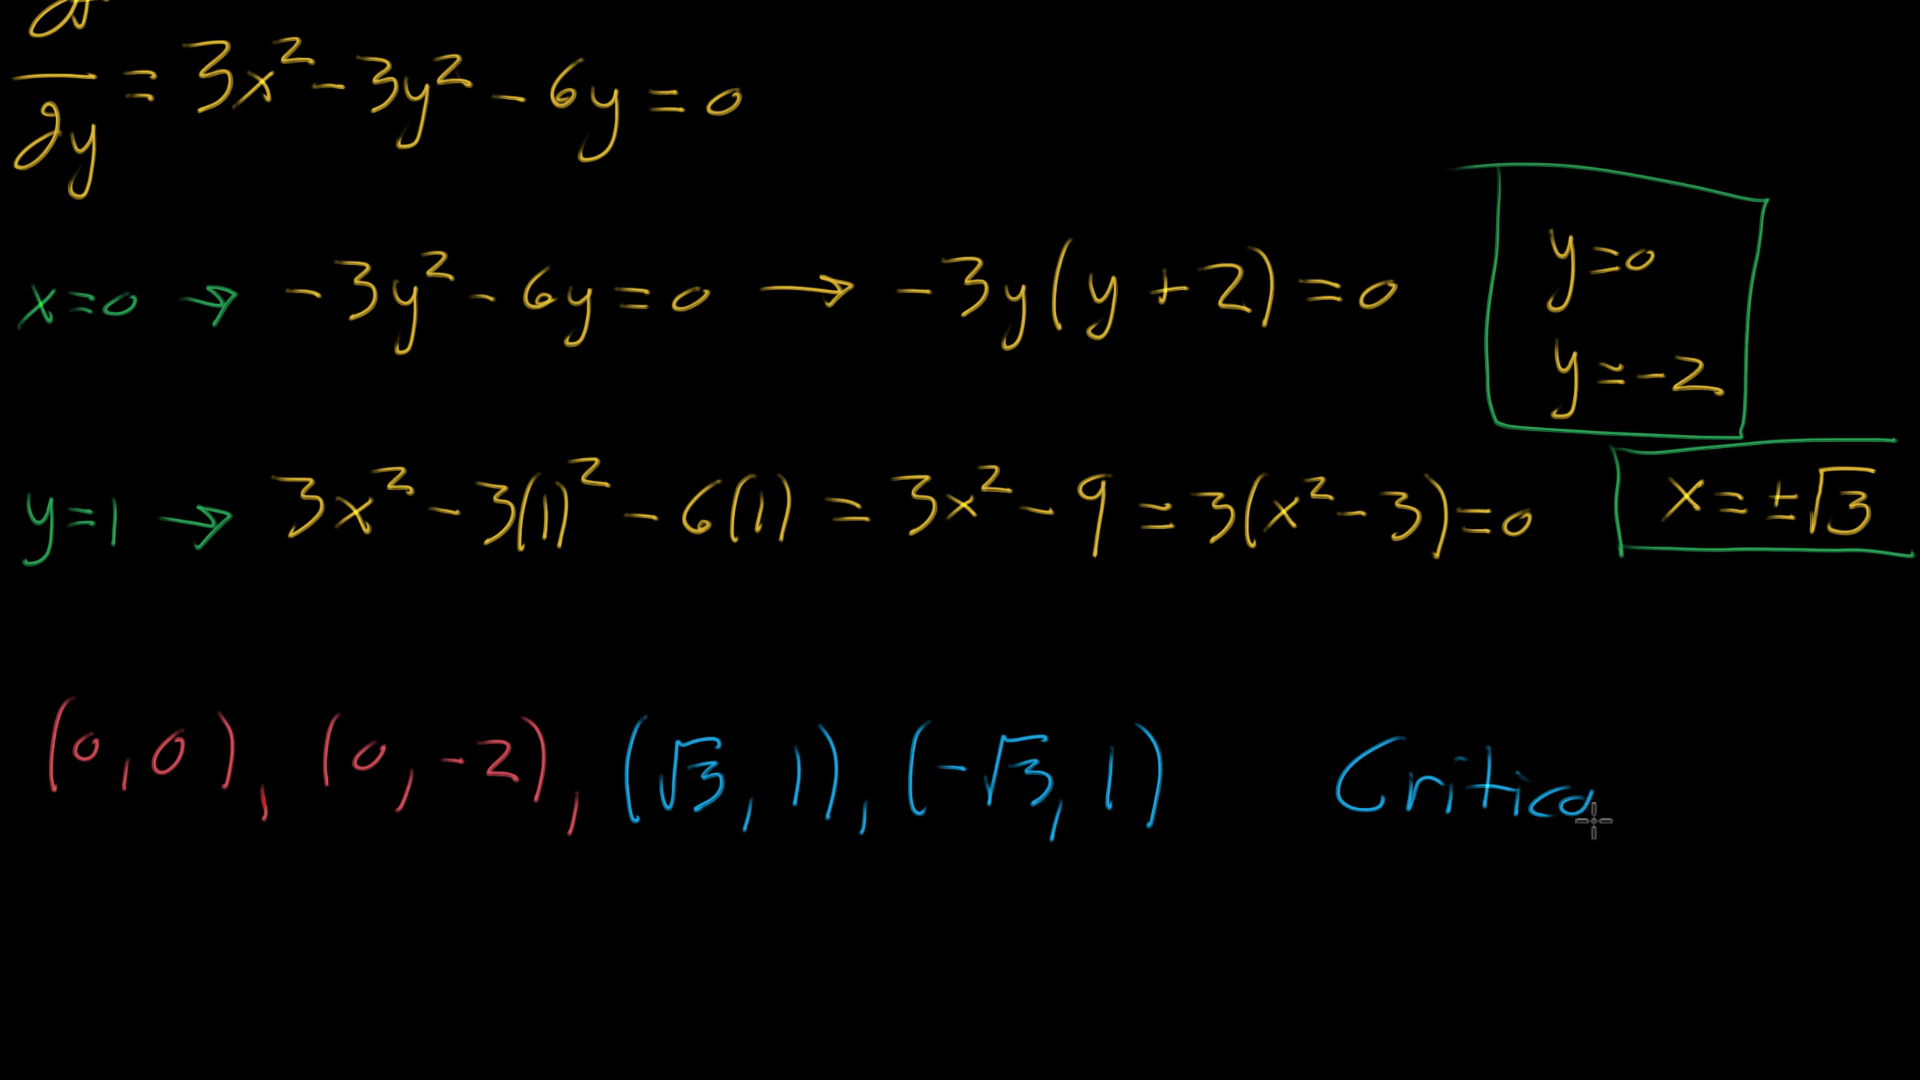 ∂f/∂y = 3x² - 3y² - 6y = 0
x=0 → -3y² - 6y = 0 → -3y(y + 2) = 0
y=0
y=-2
y=1 → 3x² - 3(1)² - 6(1) = 3x² - 9 = 3(x² - 3) = 0
x = ±√3
(0, 0), (0, -2), (√3, 1), (-√3, 1) Critica